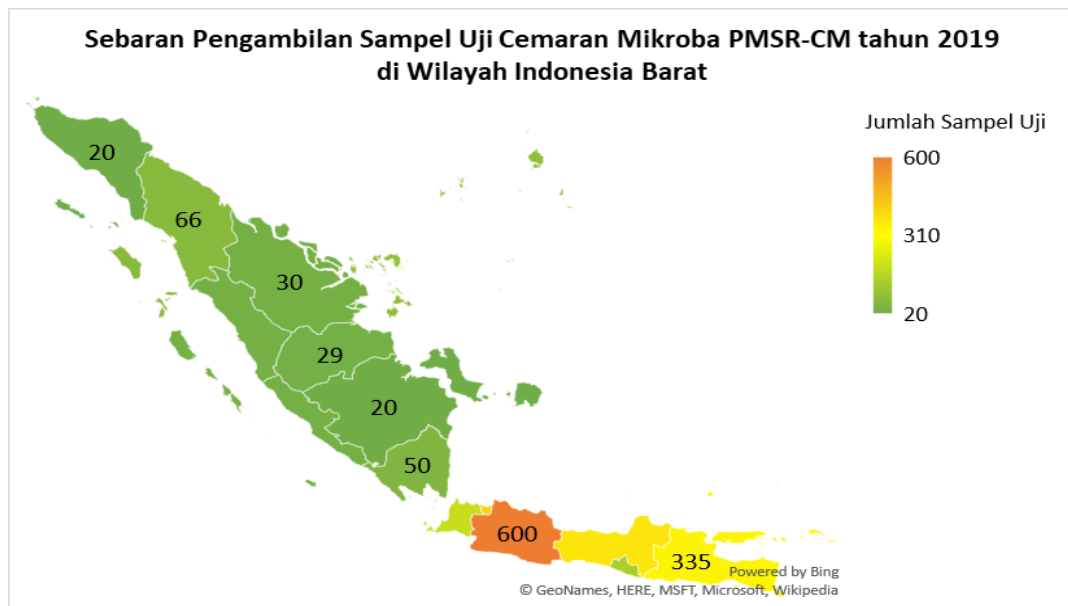 Sebaran Pengambilan Sampel Uji Cemaran Mikroba PMSR-CM tahun 2019
di Wilayah Indonesia Barat
Jumlah Sampel Uji
600
310
20
20
66
30
29
20
50
600
335
Powered by Bing
© GeoNames, HERE, MSFT, Microsoft, Wikipedia